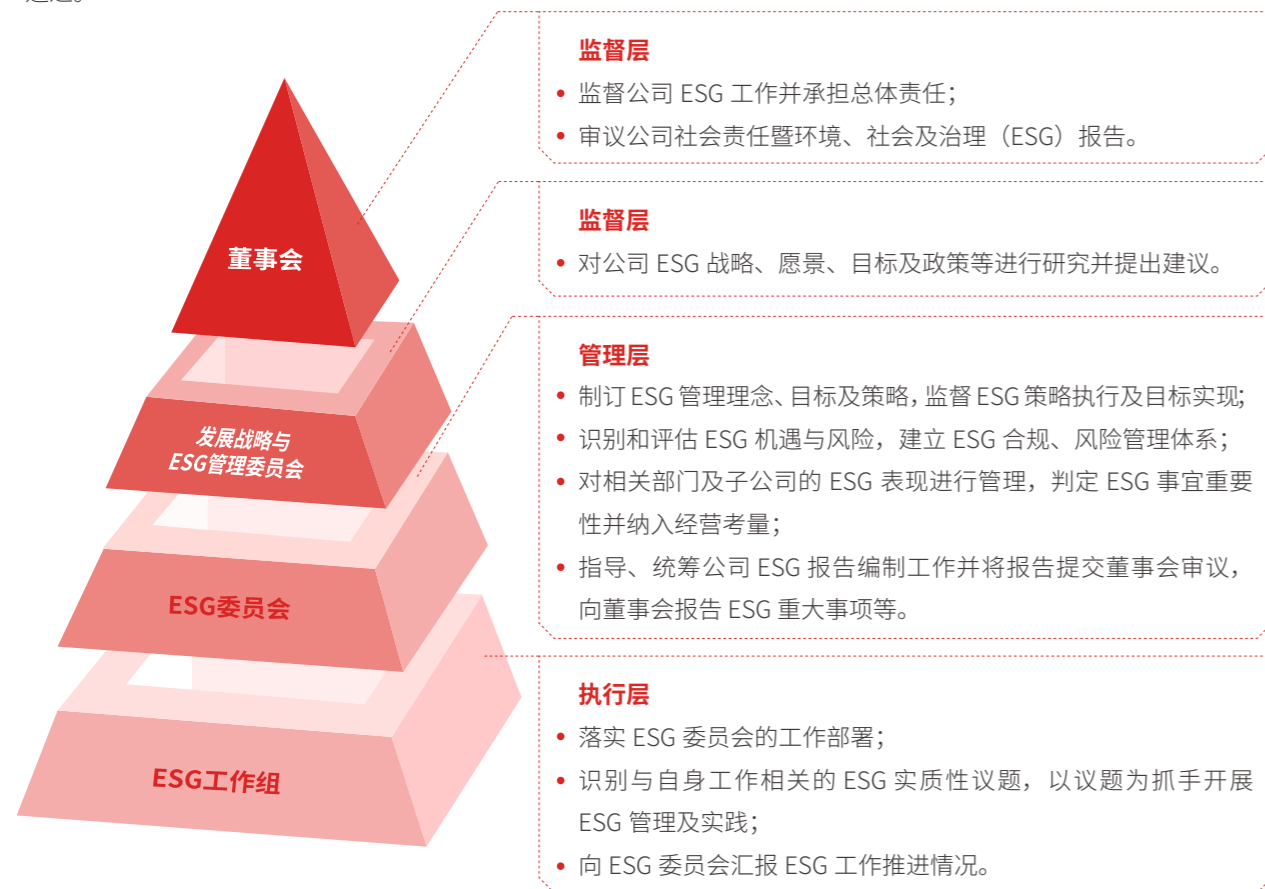 监督层
• 监督公司 ESG 工作并承担总体责任；
• 审议公司社会责任暨环境、社会及治理（ESG）报告。
董事会
监督层
• 对公司 ESG 战略、愿景、目标及政策等进行研究并提出建议。
发展战略与
ESG管理委员会
管理层
• 制订 ESG 管理理念、目标及策略，监督 ESG 策略执行及目标实现；
• 识别和评估 ESG 机遇与风险，建立 ESG 合规、风险管理体系；
• 对相关部门及子公司的 ESG 表现进行管理，判定 ESG 事宜重要
性并纳入经营考量；
• 指导、统筹公司 ESG 报告编制工作并将报告提交董事会审议，
向董事会报告 ESG 重大事项等。
ESG委员会
执行层
• 落实 ESG 委员会的工作部署；
• 识别与自身工作相关的 ESG 实质性议题，以议题为抓手开展
ESG 管理及实践；
• 向 ESG 委员会汇报 ESG 工作推进情况。
ESG工作组